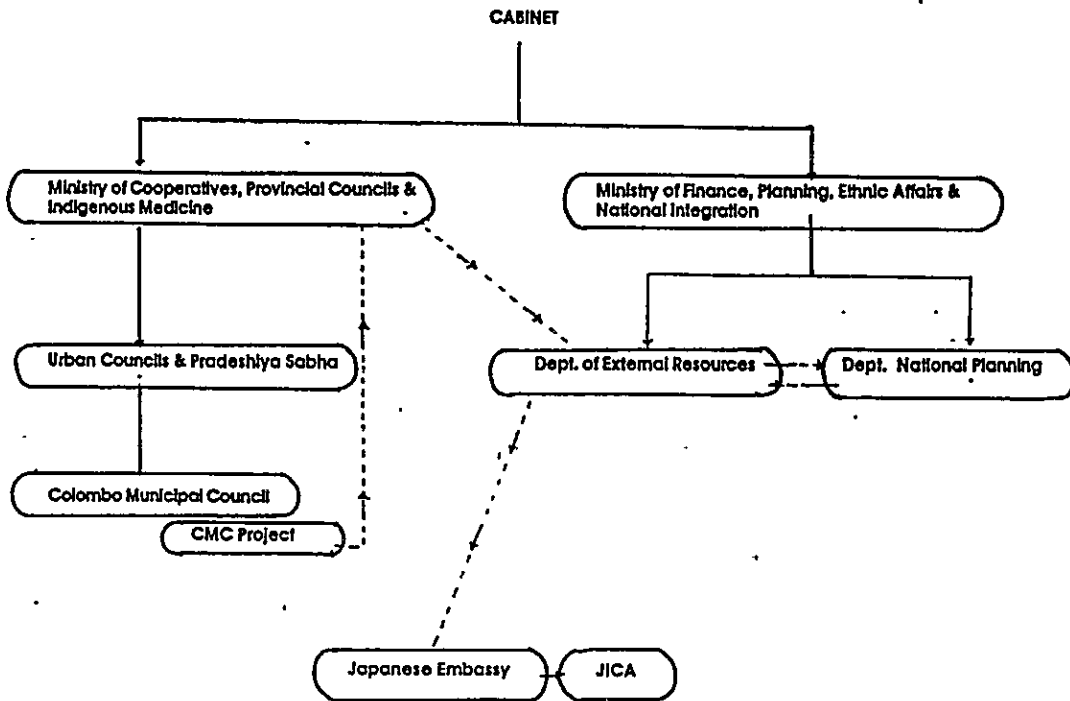 CABINET
Ministry of Cooperatives, Provincial Councils &
Indigenous Medicine
Ministry of Finance, Planning, Ethnic Affairs &
National Integration
Urban Councils & Pradeshiya Sabha
Dept. of External Resources
Dept. National Planning
Colombo Municipal Council
CMC Project
Japanese Embassy
JICA